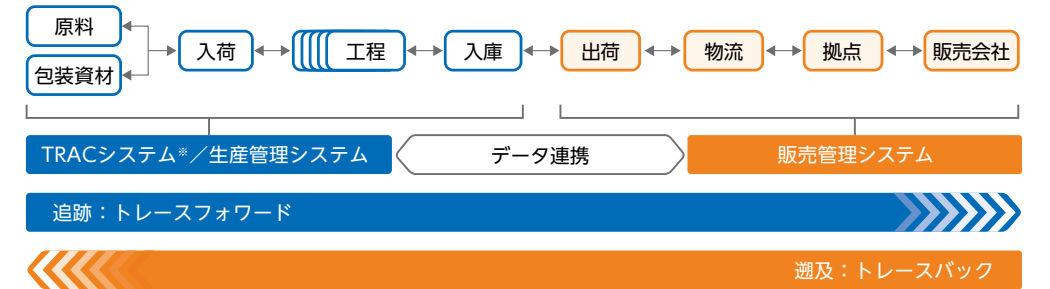 原料
包装資材
入荷
工程
入庫
出荷
物流
拠点
販売会社
TRACシステム※／生産管理システム
データ連携
販売管理システム
追跡：トレースフォワード
遡及：トレースバック